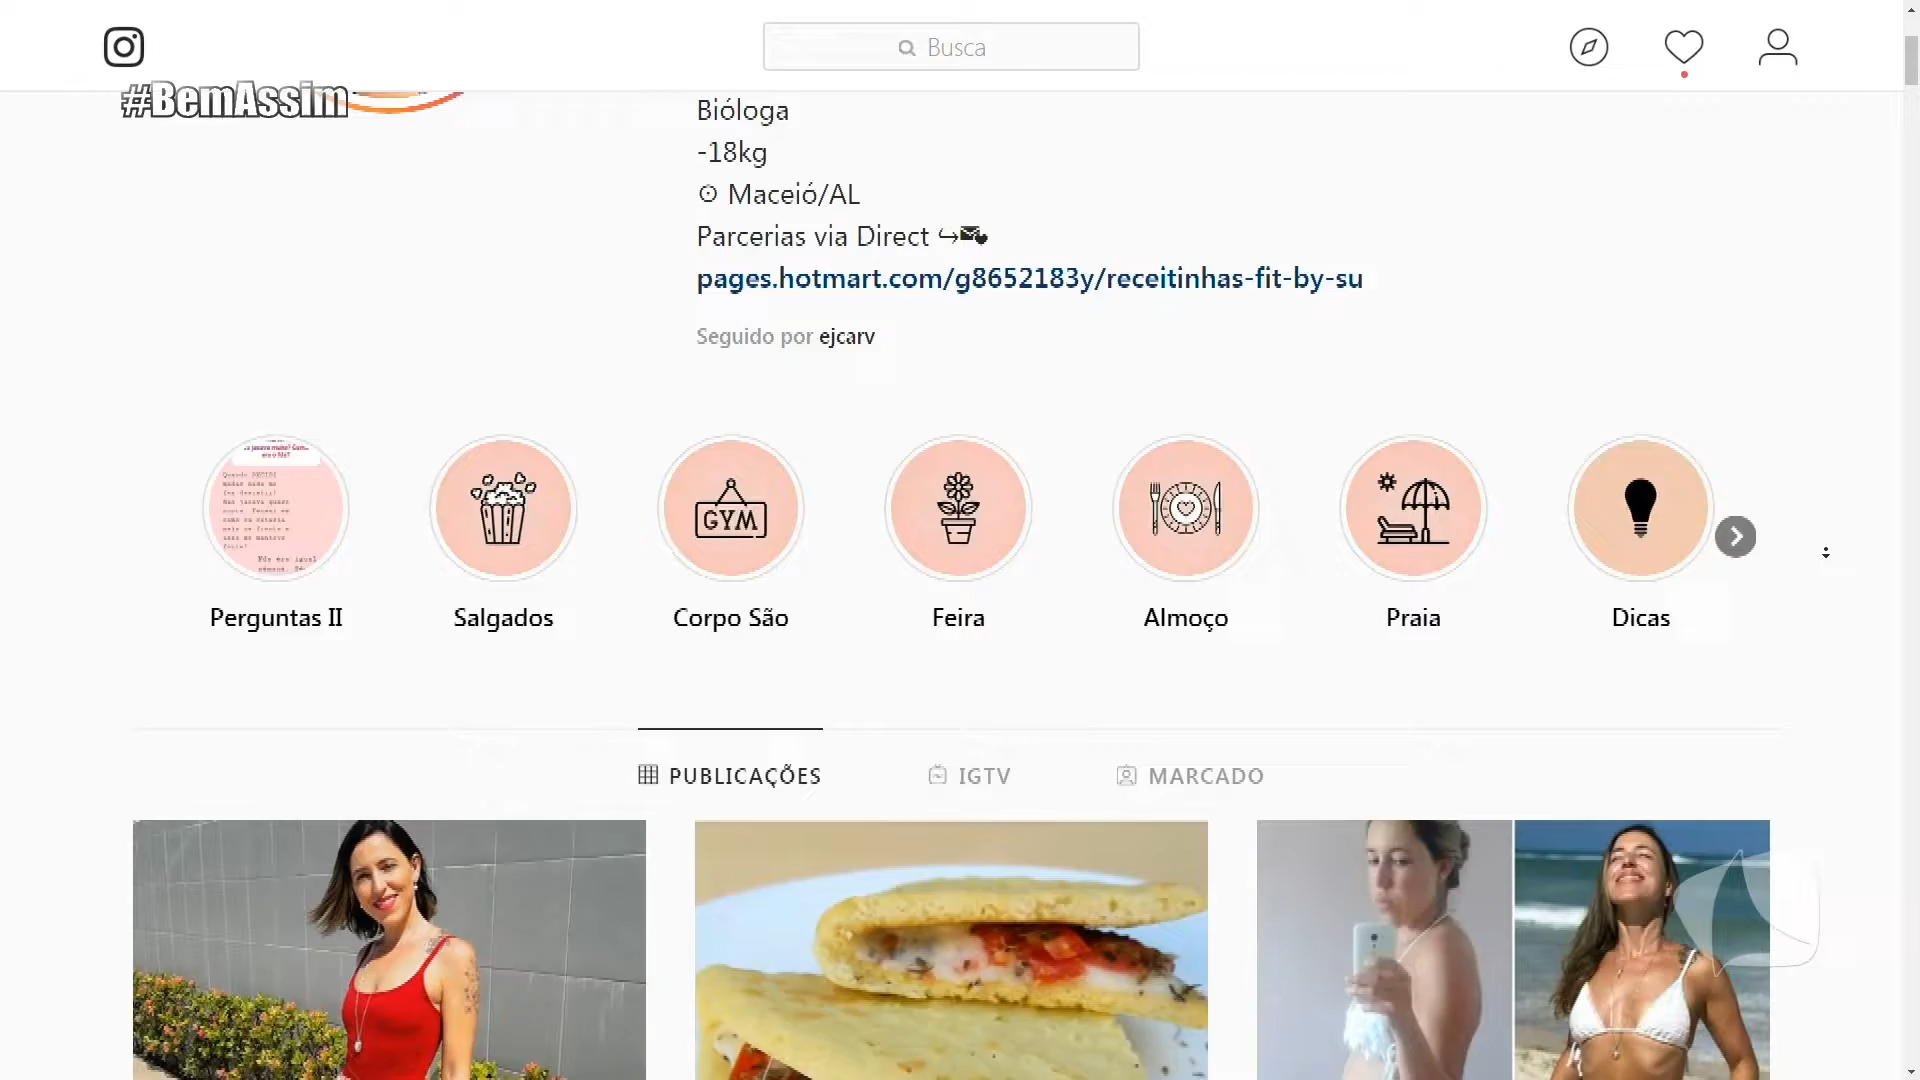 Busca
#BemAssim
Bióloga
-18kg
Maceió/AL
Parcerias via Direct
pages.hotmart.com/g8652183y/receitinhas-fit-by-su
Seguido por ejcarv
GYM
Perguntas II
Salgados
Corpo São
Feira
Almoço
Praia
Dicas
PUBLICAÇÕES
IGTV
MARCADO